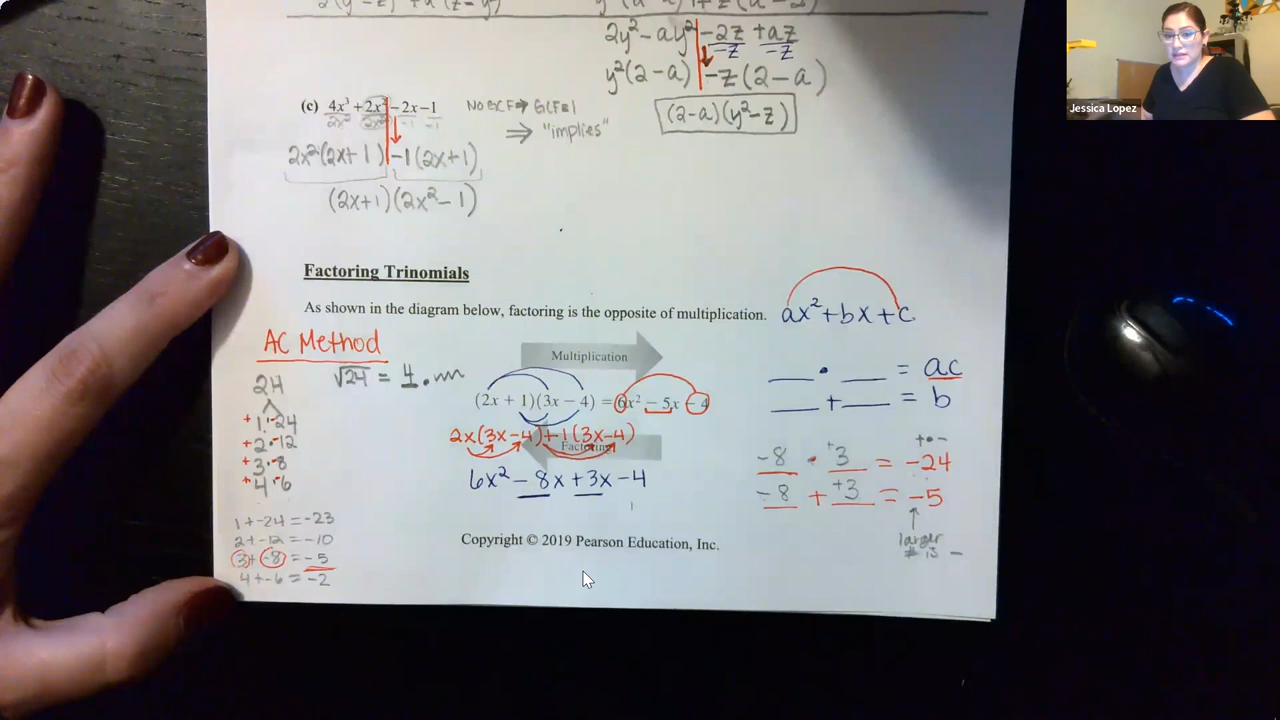 2y²-ay² -2z +az
-z -z
y²(2-a) -z(2-a)
(2-a)(y²-z)
Jessica Lopez
(c) 4x³+2x²-2x-1
2x² 2x² -1 -1
NO GCF ⇒ GCF=1
⇒ "implies"
2x²(2x+1) -1(2x+1)
(2x+1)(2x²-1)
Factoring Trinomials
As shown in the diagram below, factoring is the opposite of multiplication.
ax²+bx+c
AC Method
Multiplication
24
√24 = 4.
(2x + 1)(3x – 4) = 6x² – 5x – 4
___ • ___ = ac
___ + ___ = b
+1·-24
+2·-12
+3·-8
+4·-6
2x(3x-4)+1(3x-4)
Factoring
6x²-8x+3x-4
+•-
-8 • +3 = -24
-8 + +3 = -5
larger
# is -
1+-24=-23
2+-12=-10
3+-8=-5
4+-6=-2
Copyright © 2019 Pearson Education, Inc.